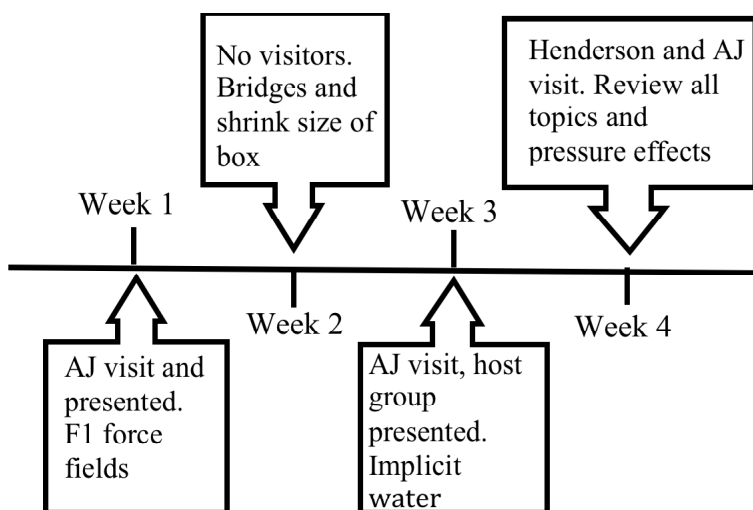 No visitors.
Bridges and
shrink size of
box
Henderson and AJ
visit. Review all
topics and
pressure effects
Week 1
Week 3
Week 2
Week 4
AJ visit and
presented.
F1 force
fields
AJ visit, host
group
presented.
Implicit
water